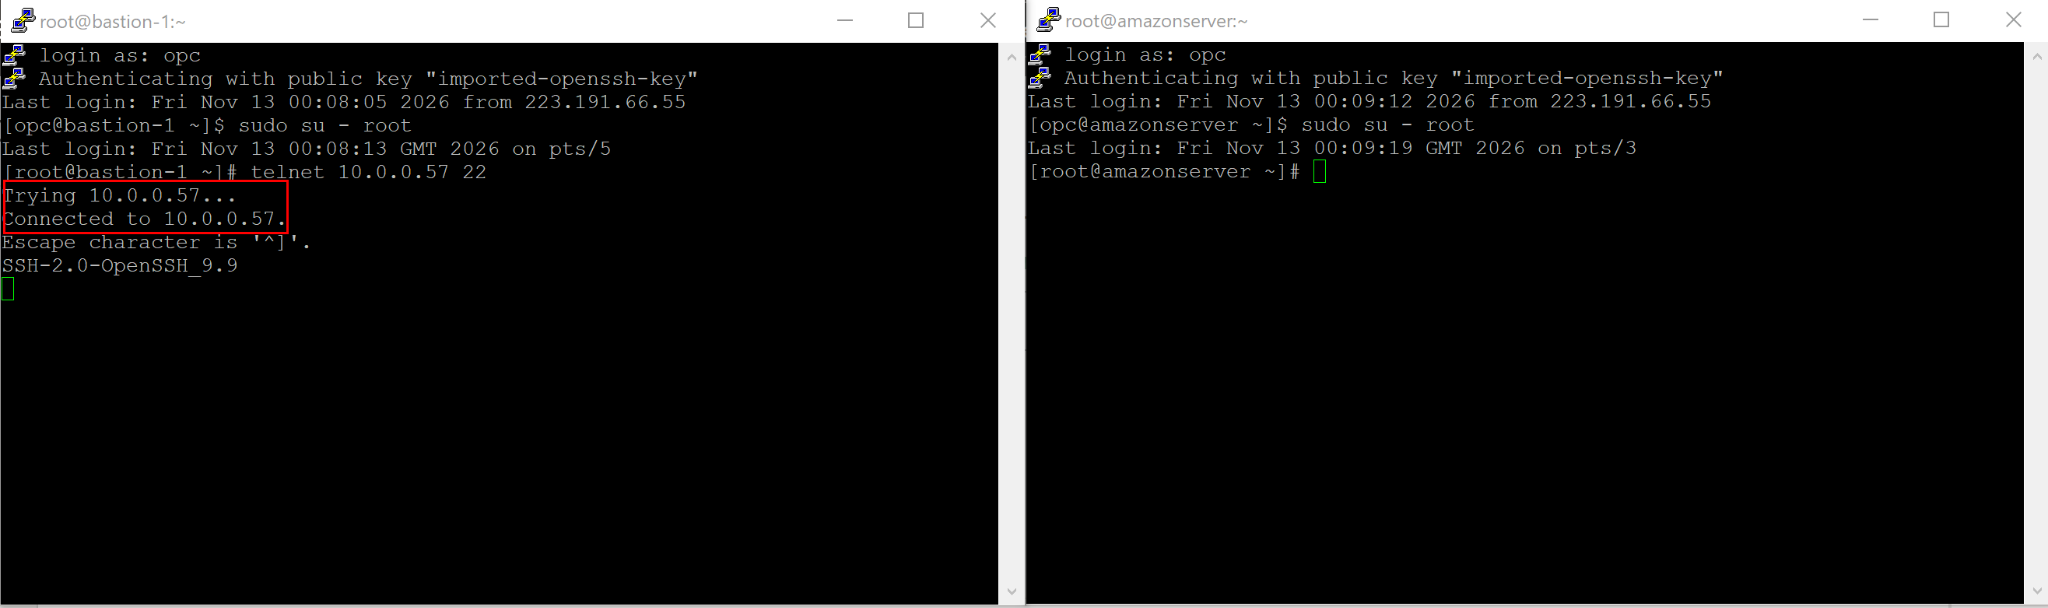 root@bastion-1:~
login as: opc
Authenticating with public key "imported-openssh-key"
Last login: Fri Nov 13 00:08:05 2026 from 223.191.66.55
[opc@bastion-1 ~]$ sudo su - root
Last login: Fri Nov 13 00:08:13 GMT 2026 on pts/5
[root@bastion-1 ~]# telnet 10.0.0.57 22
Trying 10.0.0.57...
Connected to 10.0.0.57.
Escape character is '^]'.
SSH-2.0-OpenSSH_9.9
root@amazonserver:~
login as: opc
Authenticating with public key "imported-openssh-key"
Last login: Fri Nov 13 00:09:12 2026 from 223.191.66.55
[opc@amazonserver ~]$ sudo su - root
Last login: Fri Nov 13 00:09:19 GMT 2026 on pts/3
[root@amazonserver ~]#